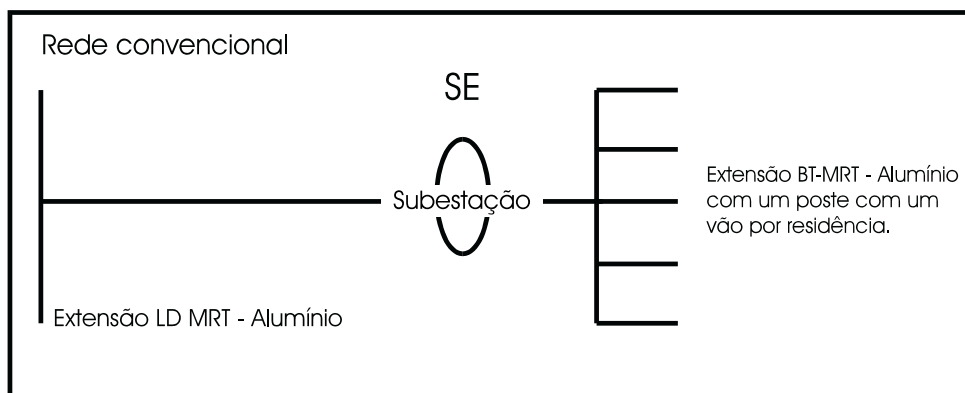 Rede convencional
SE
Subestação
Extensão BT-MRT - Alumínio
com um poste com um
vão por residência.
Extensão LD MRT - Alumínio